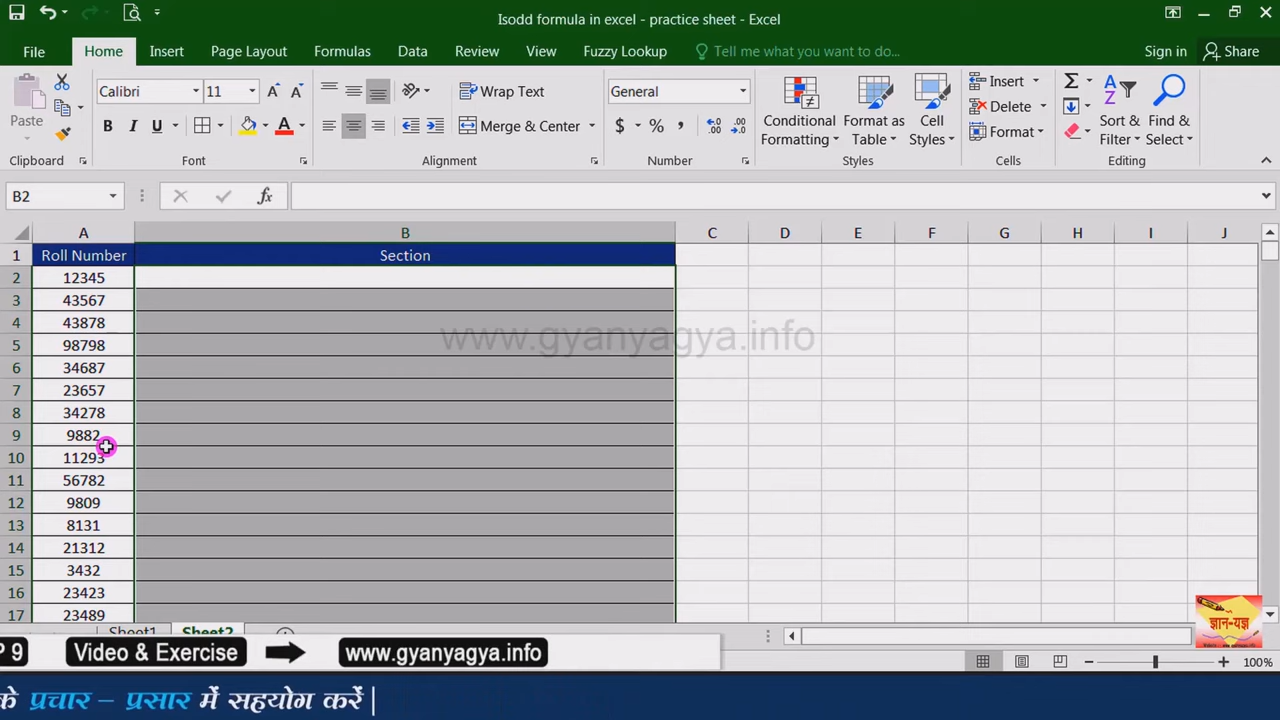 Isodd formula in excel - practice sheet - Excel
File Home Insert Page Layout Formulas Data Review View Fuzzy Lookup Tell me what you want to do... Sign in Share
Paste Calibri 11 Wrap Text General Conditional Formatting Format as Table Cell Styles Insert Delete Format Sort & Filter Find & Select
B I U Merge & Center $ % ,
Clipboard Font Alignment Number Styles Cells Editing
B2 fx
A B C D E F G H I J
1 Roll Number Section
2 12345
3 43567
4 43878
www.gyanyagya.info
5 98798
6 34687
7 23657
8 34278
9 9882
10 11293
11 56782
12 9809
13 8131
14 21312
15 3432
16 23423
17 23489
ज्ञान-यज्ञ
Sheet1 Sheet2
P 9 Video & Exercise www.gyanyagya.info
100%
के प्रचार – प्रसार में सहयोग करें |